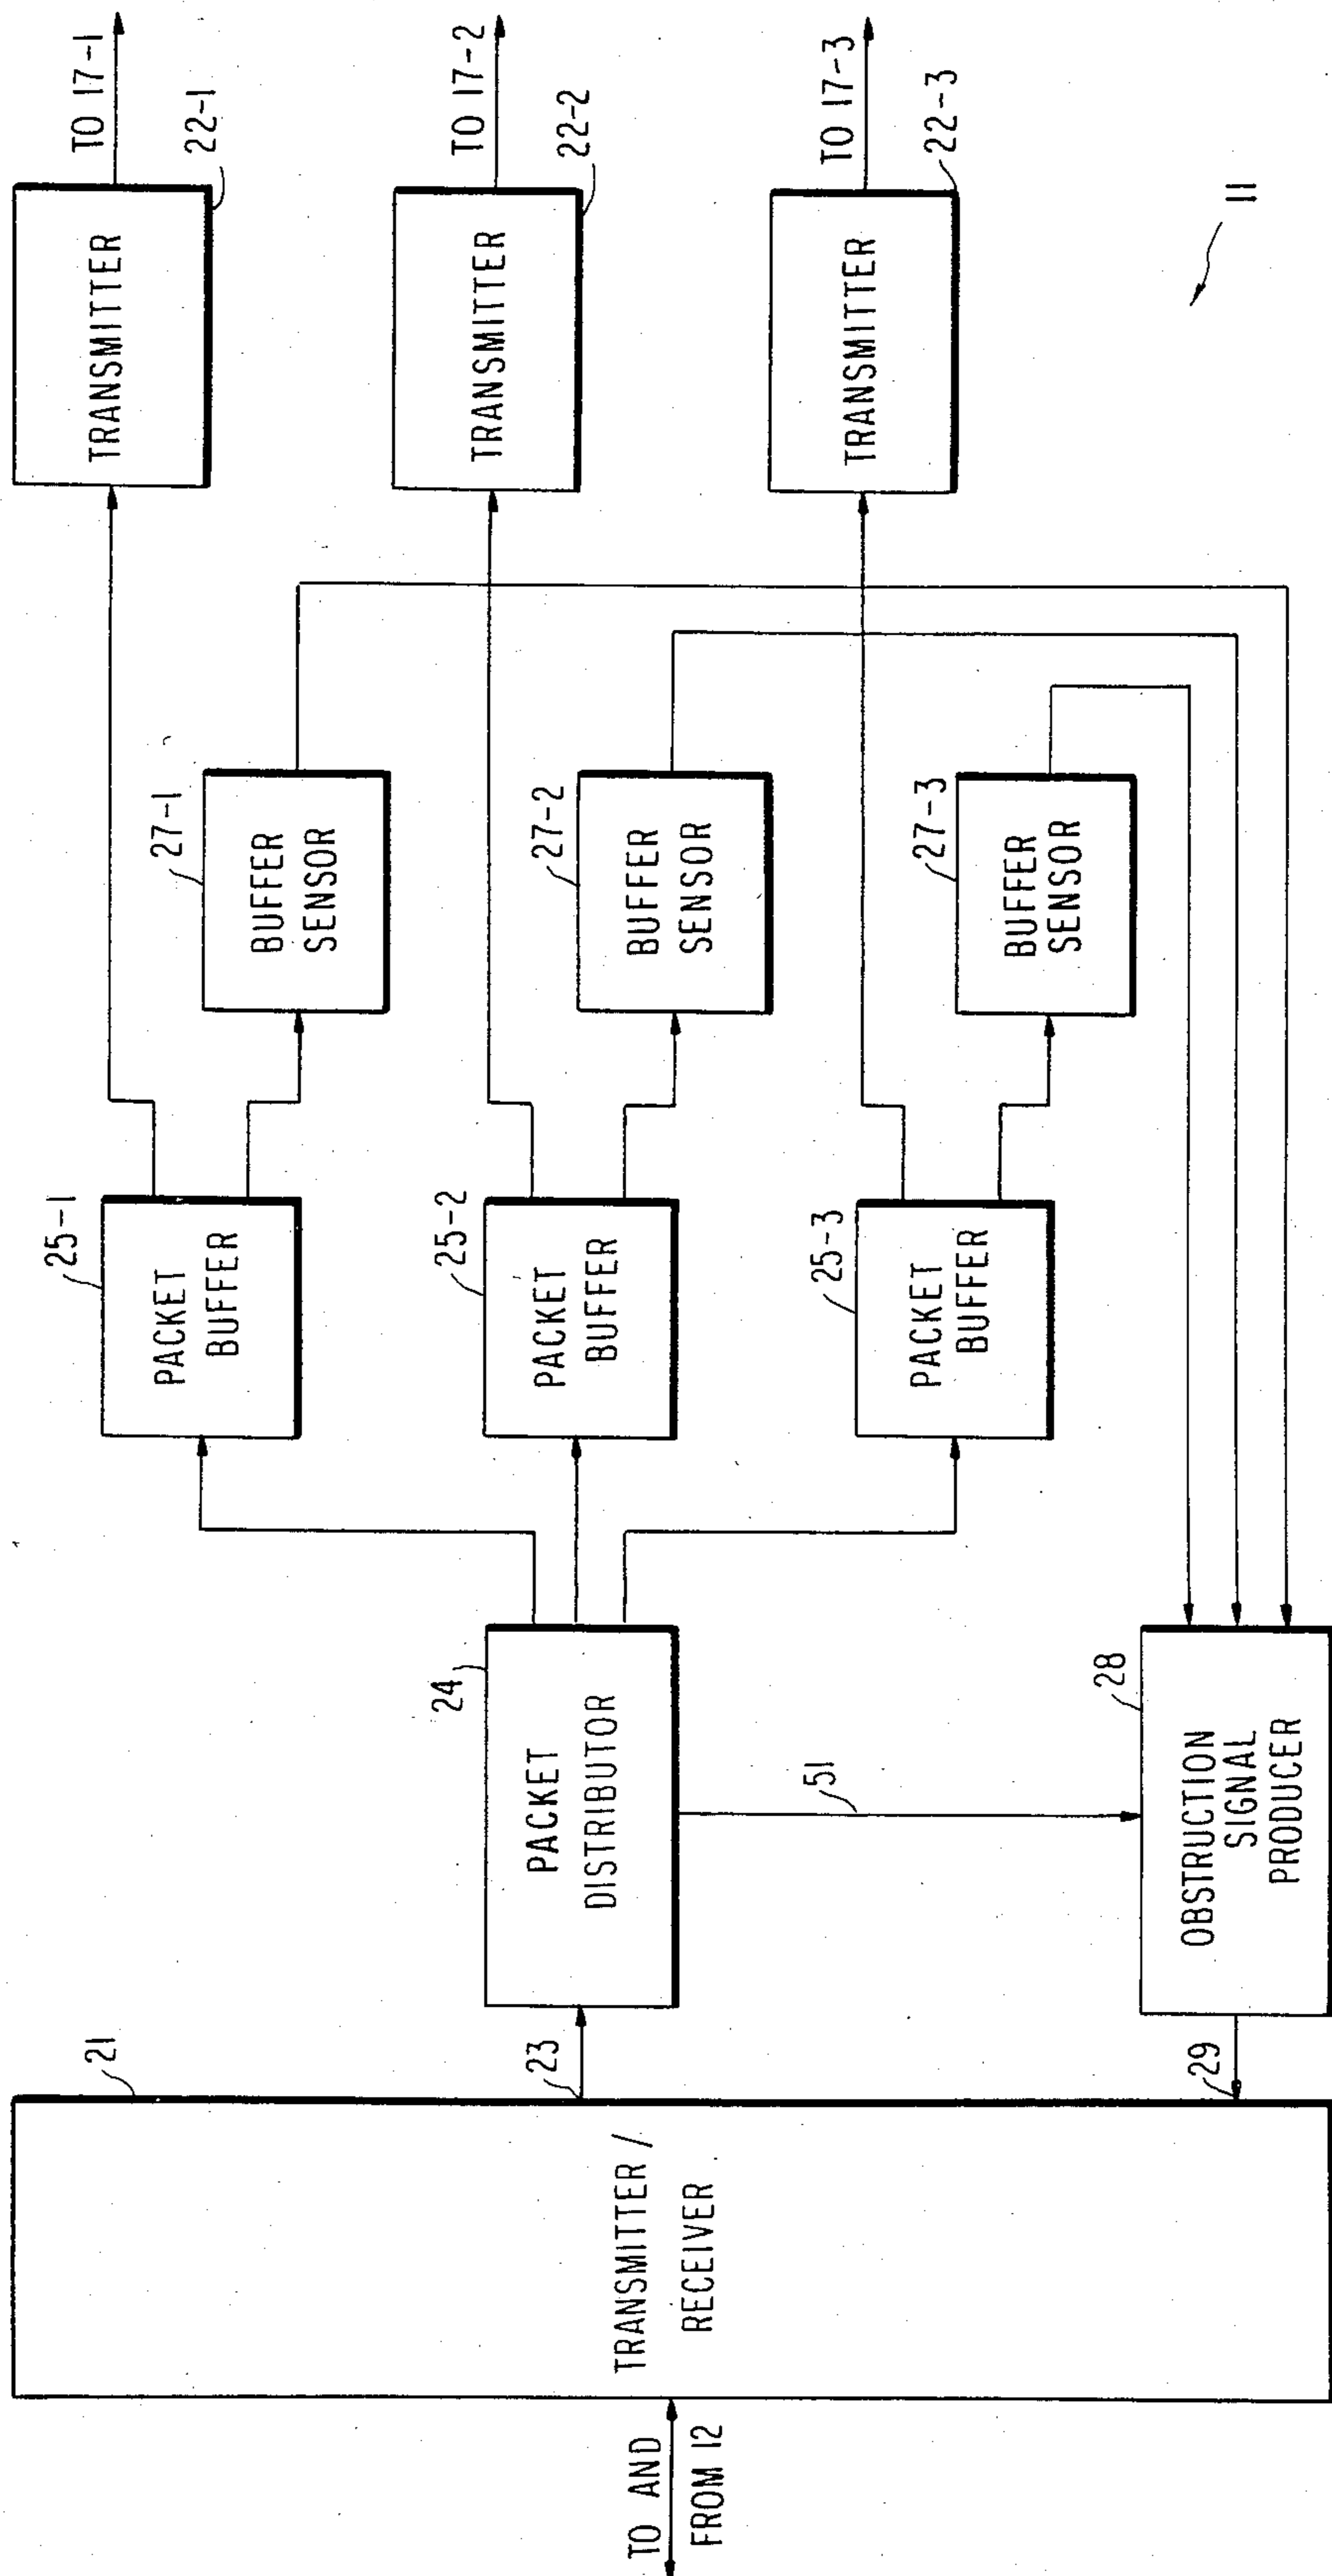 TO AND
FROM 12
21
TRANSMITTER /
RECEIVER
23
29
24
PACKET
DISTRIBUTOR
51
28
OBSTRUCTION
SIGNAL
PRODUCER
25-1
PACKET
BUFFER
25-2
PACKET
BUFFER
25-3
PACKET
BUFFER
27-1
BUFFER
SENSOR
27-2
BUFFER
SENSOR
27-3
BUFFER
SENSOR
TRANSMITTER
22-1
TO 17-1
TRANSMITTER
22-2
TO 17-2
TRANSMITTER
22-3
TO 17-3
11